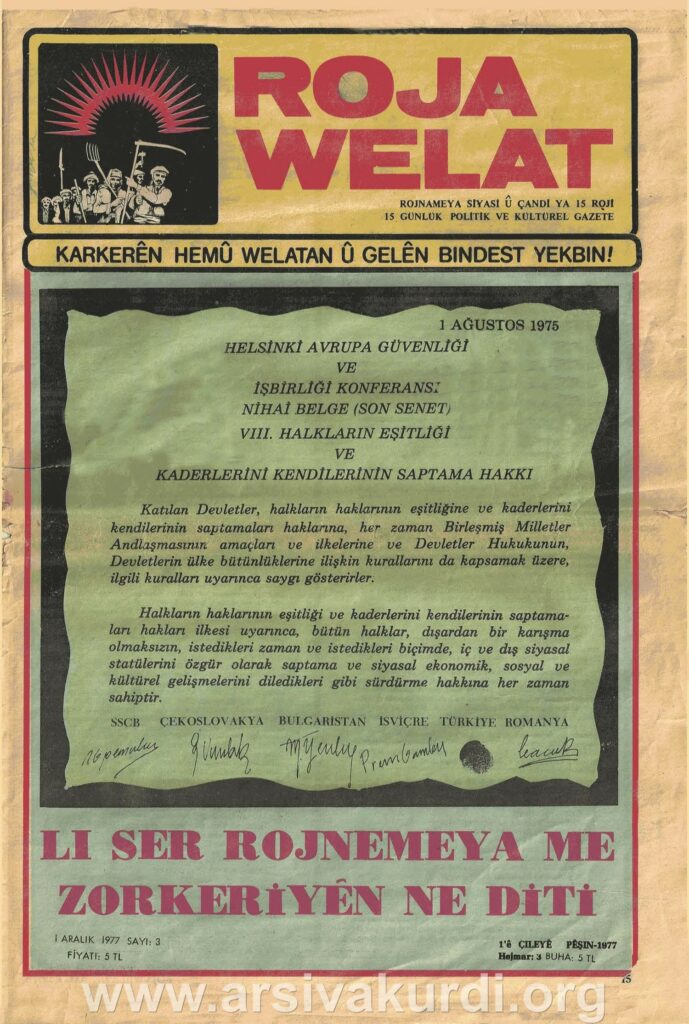 ROJA
WELAT
ROJNAMEYA SIYASI Û ÇANDİ YA 15 ROJİ
15 GÜNLÜK POLİTİK VE KÜLTÜREL GAZETE
KARKERÊN HEMÛ WELATAN Û GELÊN BINDEST YEKBIN!
1 AĞUSTOS 1975
HELSİNKİ AVRUPA GÜVENLİĞİ
VE
İŞBİRLİĞİ KONFERANSI
NİHAİ BELGE (SON SENET)
VIII. HALKLARIN EŞİTLİĞİ
VE
KADERLERİNİ KENDİLERİNİN SAPTAMA HAKKI
Katılan Devletler, halkların haklarının eşitliğine ve kaderlerini
kendilerinin saptamaları haklarına, her zaman Birleşmiş Milletler
Andlaşmasının amaçları ve ilkelerine ve Devletler Hukukunun,
Devletlerin ülke bütünlüklerine ilişkin kurallarını da kapsamak üzere,
ilgili kuralları uyarınca saygı gösterirler.
Halkların haklarının eşitliği ve kaderlerini kendilerinin saptama-
ları hakları ilkesi uyarınca, bütün halklar, dışardan bir karışma
olmaksızın, istedikleri zaman ve istedikleri biçimde, iç ve dış siyasal
statülerini özgür olarak saptama ve siyasal ekonomik, sosyal ve
kültürel gelişmelerini diledikleri gibi sürdürme hakkına her zaman
sahiptir.
SSCB ÇEKOSLOVAKYA BULGARİSTAN İSVİÇRE TÜRKİYE ROMANYA
LI SER ROJNEMEYA ME
ZORKERİYÊN NE DİTİ
1 ARALIK 1977 SAYI: 3
FİYATI: 5 TL
1'ê ÇILEYÊ PÊŞIN-1977
Hejmar: 3 BUHA: 5 TL
15
www.arsivakurdi.org